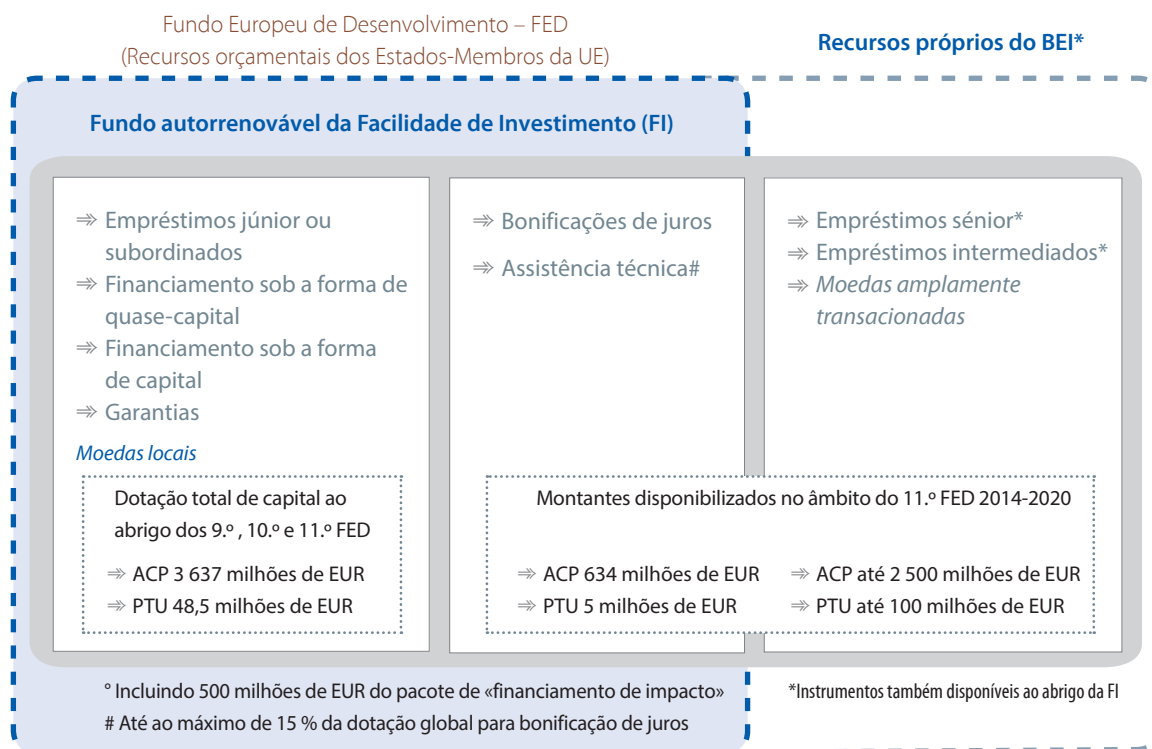 Fundo Europeu de Desenvolvimento – FED
(Recursos orçamentais dos Estados-Membros da UE)
Recursos próprios do BEI*
Fundo autorrenovável da Facilidade de Investimento (FI)
⇒ Empréstimos júnior ou
subordinados
⇒ Financiamento sob a forma de
quase-capital
⇒ Financiamento sob a forma
de capital
⇒ Garantias
Moedas locais
Dotação total de capital ao
abrigo dos 9.º , 10.º e 11.º FED
⇒ ACP 3 637 milhões de EUR
⇒ PTU 48,5 milhões de EUR
⇒ Bonificações de juros
⇒ Assistência técnica#
⇒ Empréstimos sénior*
⇒ Empréstimos intermediados*
⇒ Moedas amplamente
transacionadas
Montantes disponibilizados no âmbito do 11.º FED 2014-2020
⇒ ACP 634 milhões de EUR
⇒ PTU 5 milhões de EUR
⇒ ACP até 2 500 milhões de EUR
⇒ PTU até 100 milhões de EUR
° Incluindo 500 milhões de EUR do pacote de «financiamento de impacto»
# Até ao máximo de 15 % da dotação global para bonificação de juros
*Instrumentos também disponíveis ao abrigo da FI